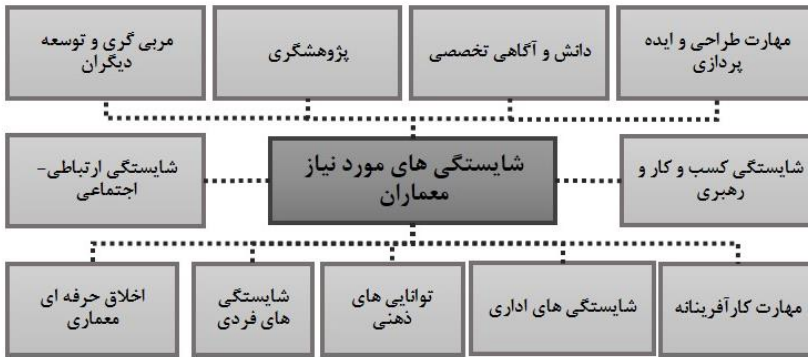 مهارت طراحی و ایده
پردازی
دانش و آگاهی تخصصی
پژوهشگری
مربی گری و توسعه
دیگران
شایستگی کسب و کار و
رهبری
شایستگی های مورد نیاز
معماران
شایستگی ارتباطی-
اجتماعی
مهارت کارآفرینانه
شایستگی های اداری
توانایی های
ذهنی
شایستگی
های فردی
اخلاق حرفه ای
معماری